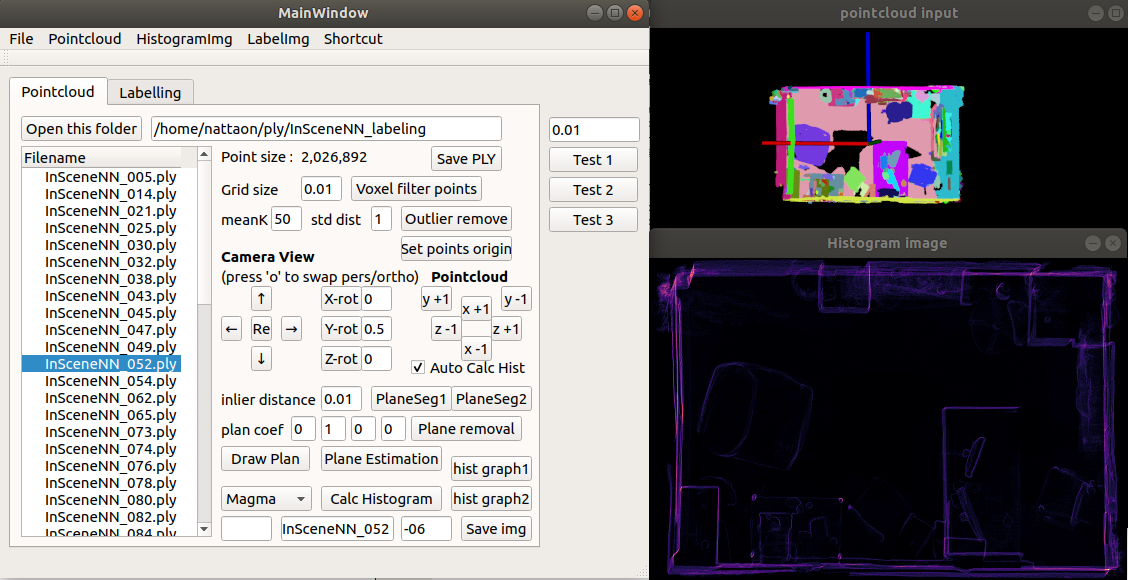 MainWindow
File Pointcloud HistogramImg LabelImg Shortcut
Pointcloud Labelling
Open this folder /home/nattaon/ply/InSceneNN_labeling
Filename
InSceneNN_005.ply
InSceneNN_014.ply
InSceneNN_021.ply
InSceneNN_025.ply
InSceneNN_030.ply
InSceneNN_032.ply
InSceneNN_038.ply
InSceneNN_043.ply
InSceneNN_045.ply
InSceneNN_047.ply
InSceneNN_049.ply
InSceneNN_052.ply
InSceneNN_054.ply
InSceneNN_062.ply
InSceneNN_065.ply
InSceneNN_073.ply
InSceneNN_074.ply
InSceneNN_076.ply
InSceneNN_078.ply
InSceneNN_080.ply
InSceneNN_082.ply
InSceneNN_084.ply
Point size : 2,026,892 Save PLY
Grid size 0.01 Voxel filter points
meanK 50 std dist 1 Outlier remove
Set points origin
Camera View
(press 'o' to swap pers/ortho) Pointcloud
↑ X-rot 0 y +1 x +1 y -1
← Re → Y-rot 0.5 z -1 z +1
↓ Z-rot 0 x -1
✓ Auto Calc Hist
inlier distance 0.01 PlaneSeg1 PlaneSeg2
plan coef 0 1 0 0 Plane removal
Draw Plan Plane Estimation hist graph1
Magma Calc Histogram hist graph2
InSceneNN_052 -06 Save img
0.01
Test 1
Test 2
Test 3
pointcloud input
Histogram image